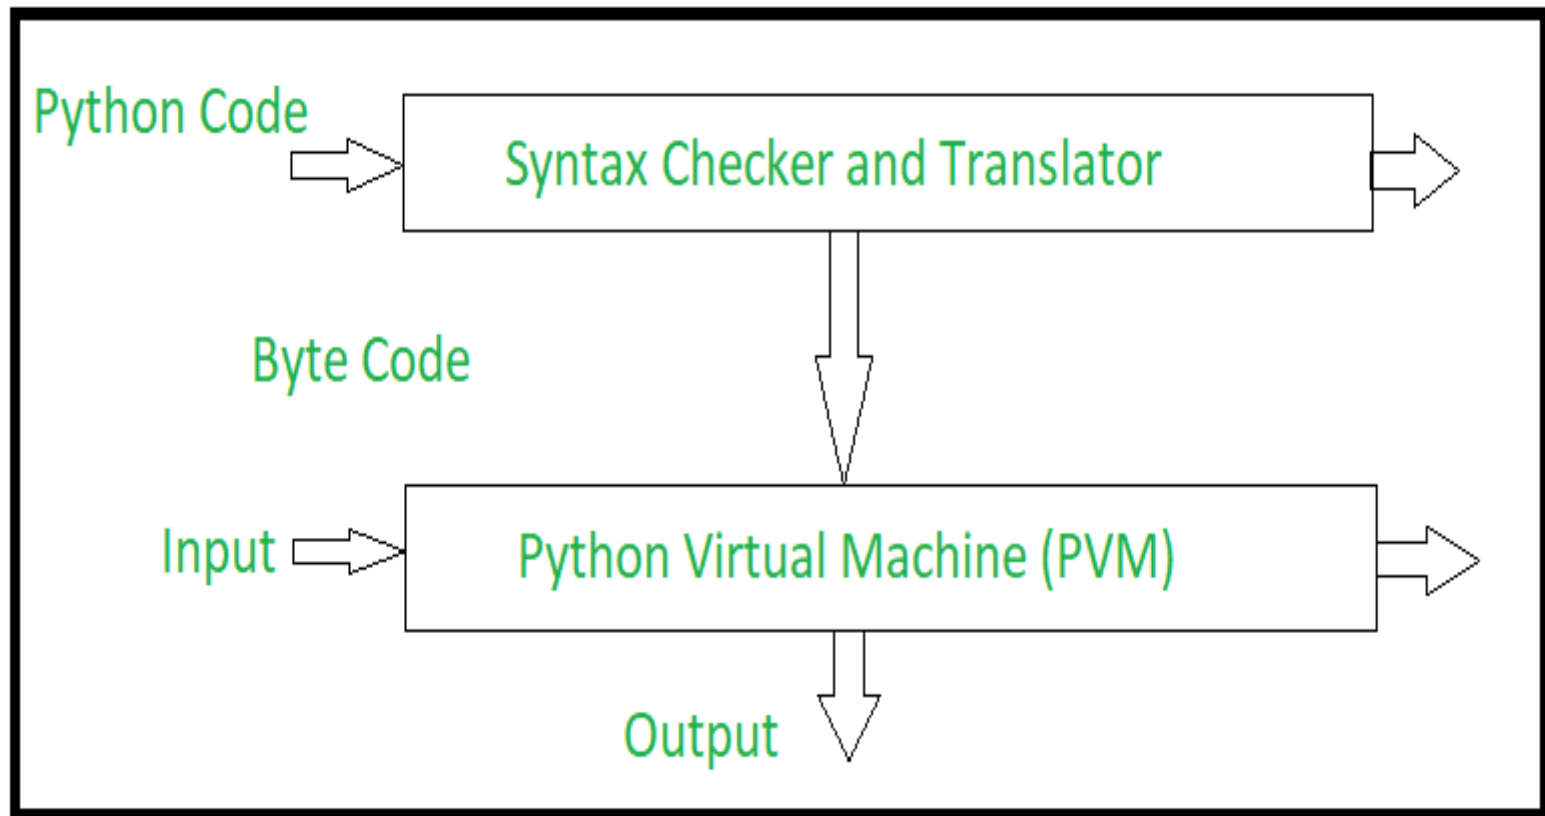 Python Code
Syntax Checker and Translator
Byte Code
Input
Python Virtual Machine (PVM)
Output